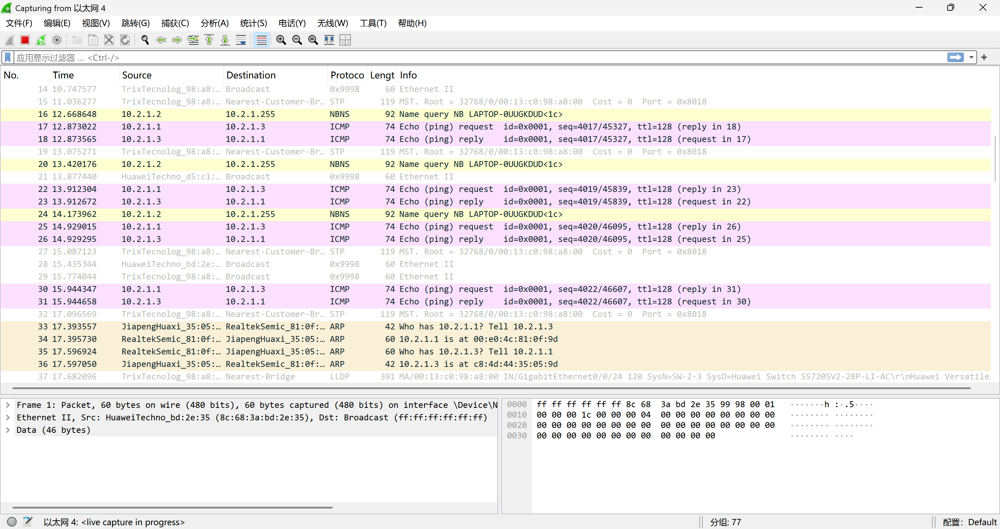 Capturing from 以太网 4
文件(F) 编辑(E) 视图(V) 跳转(G) 捕获(C) 分析(A) 统计(S) 电话(Y) 无线(W) 工具(T) 帮助(H)
应用显示过滤器 … <Ctrl-/>
No. Time Source Destination Protoco Lengt Info
14 10.747577 TrixTecnolog_98:a8:… Broadcast 0x9998 60 Ethernet II
15 11.036277 TrixTecnolog_98:a8:… Nearest-Customer-Br… STP 119 MST. Root = 32768/0/00:13:c0:98:a8:00 Cost = 0 Port = 0x8018
16 12.668648 10.2.1.2 10.2.1.255 NBNS 92 Name query NB LAPTOP-0UUGKDUD<1c>
17 12.873022 10.2.1.1 10.2.1.3 ICMP 74 Echo (ping) request id=0x0001, seq=4017/45327, ttl=128 (reply in 18)
18 12.873565 10.2.1.3 10.2.1.1 ICMP 74 Echo (ping) reply id=0x0001, seq=4017/45327, ttl=128 (request in 17)
19 13.075271 TrixTecnolog_98:a8:… Nearest-Customer-Br… STP 119 MST. Root = 32768/0/00:13:c0:98:a8:00 Cost = 0 Port = 0x8018
20 13.420176 10.2.1.2 10.2.1.255 NBNS 92 Name query NB LAPTOP-0UUGKDUD<1c>
21 13.877440 HuaweiTechno_d5:c1:… Broadcast 0x9998 60 Ethernet II
22 13.912304 10.2.1.1 10.2.1.3 ICMP 74 Echo (ping) request id=0x0001, seq=4019/45839, ttl=128 (reply in 23)
23 13.912672 10.2.1.3 10.2.1.1 ICMP 74 Echo (ping) reply id=0x0001, seq=4019/45839, ttl=128 (request in 22)
24 14.173962 10.2.1.2 10.2.1.255 NBNS 92 Name query NB LAPTOP-0UUGKDUD<1c>
25 14.929015 10.2.1.1 10.2.1.3 ICMP 74 Echo (ping) request id=0x0001, seq=4020/46095, ttl=128 (reply in 26)
26 14.929295 10.2.1.3 10.2.1.1 ICMP 74 Echo (ping) reply id=0x0001, seq=4020/46095, ttl=128 (request in 25)
27 15.087123 TrixTecnolog_98:a8:… Nearest-Customer-Br… STP 119 MST. Root = 32768/0/00:13:c0:98:a8:00 Cost = 0 Port = 0x8018
28 15.435344 HuaweiTechno_bd:2e:… Broadcast 0x9998 60 Ethernet II
29 15.774044 TrixTecnolog_98:a8:… Broadcast 0x9998 60 Ethernet II
30 15.944347 10.2.1.1 10.2.1.3 ICMP 74 Echo (ping) request id=0x0001, seq=4022/46607, ttl=128 (reply in 31)
31 15.944658 10.2.1.3 10.2.1.1 ICMP 74 Echo (ping) reply id=0x0001, seq=4022/46607, ttl=128 (request in 30)
32 17.096569 TrixTecnolog_98:a8:… Nearest-Customer-Br… STP 119 MST. Root = 32768/0/00:13:c0:98:a8:00 Cost = 0 Port = 0x8018
33 17.393557 JiapengHuaxi_35:05:… RealtekSemic_81:0f:… ARP 42 Who has 10.2.1.1? Tell 10.2.1.3
34 17.395730 RealtekSemic_81:0f:… JiapengHuaxi_35:05:… ARP 60 10.2.1.1 is at 00:e0:4c:81:0f:9d
35 17.596924 RealtekSemic_81:0f:… JiapengHuaxi_35:05:… ARP 60 Who has 10.2.1.3? Tell 10.2.1.1
36 17.597050 JiapengHuaxi_35:05:… RealtekSemic_81:0f:… ARP 42 10.2.1.3 is at c8:4d:44:35:05:9d
37 17.682096 TrixTecnolog_98:a8:… Nearest-Bridge LLDP 391 MA/00:13:c0:98:a8:00 IN/GigabitEthernet0/0/24 120 SysN=SW-2-3 SysD=Huawei Switch S5720SV2-28P-LI-AC\r\nHuawei Versatile.
Frame 1: Packet, 60 bytes on wire (480 bits), 60 bytes captured (480 bits) on interface \Device\N
Ethernet II, Src: HuaweiTechno_bd:2e:35 (8c:68:3a:bd:2e:35), Dst: Broadcast (ff:ff:ff:ff:ff:ff)
Data (46 bytes)
0000 ff ff ff ff ff ff 8c 68 3a bd 2e 35 99 98 00 01 ·······h :·.5····
0010 00 00 00 1c 00 00 00 04 00 00 00 00 00 00 00 00 ········ ········
0020 00 00 00 00 00 00 00 00 00 00 00 00 00 00 00 00 ········ ········
0030 00 00 00 00 00 00 00 00 00 00 00 00 ········ ····
以太网 4: <live capture in progress> 分组: 77 配置: Default